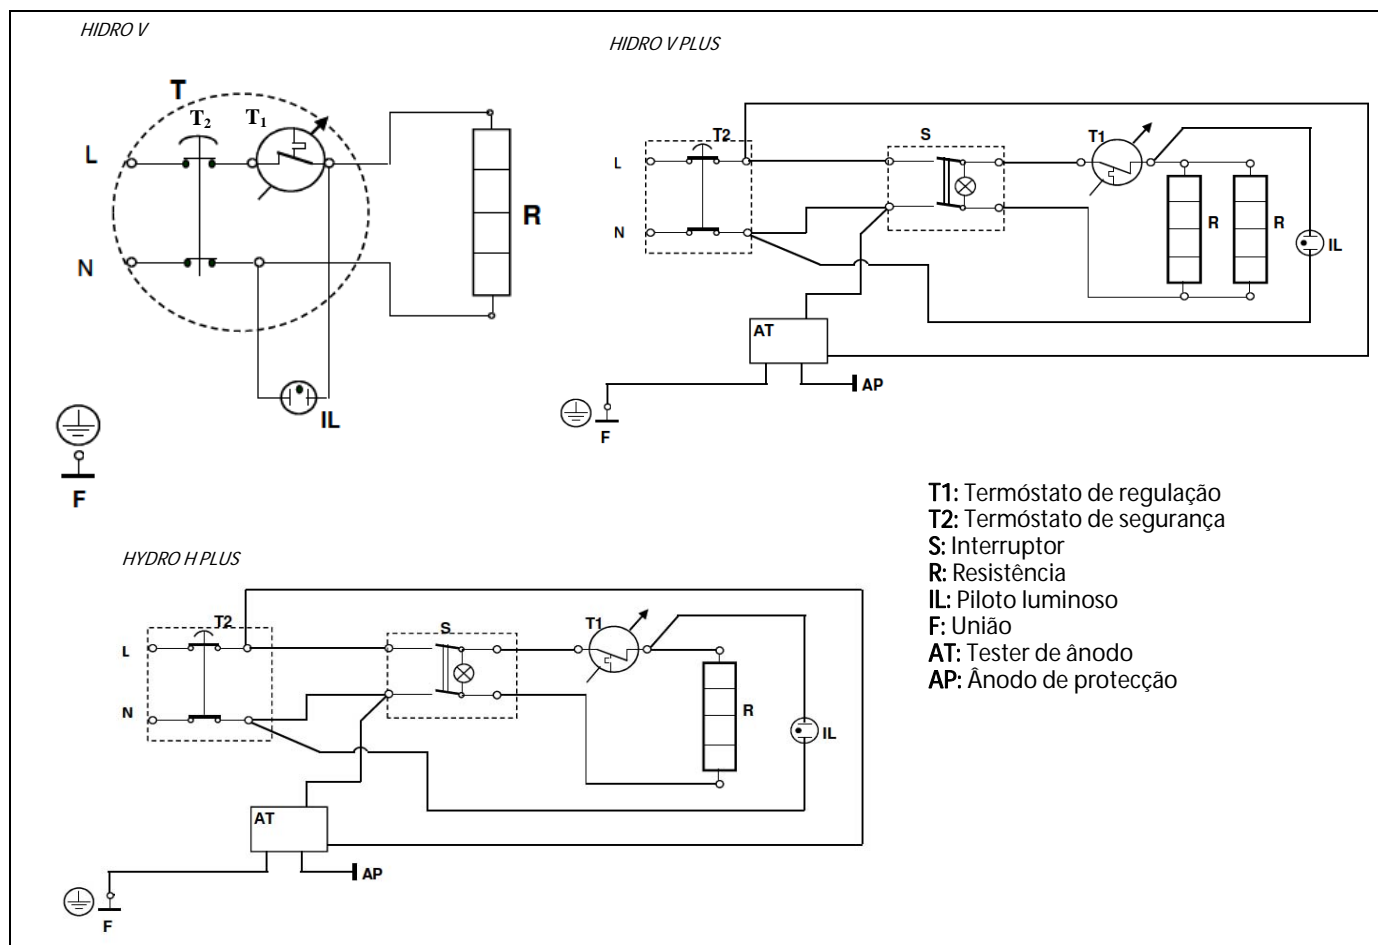 HIDRO V
T
T2
T1
L
N
R
IL
F
HIDRO V PLUS
T2
S
T1
L
N
R
R
IL
AT
AP
F
T1: Termóstato de regulação
T2: Termóstato de segurança
S: Interruptor
R: Resistência
IL: Piloto luminoso
F: União
AT: Tester de ânodo
AP: Ânodo de protecção
HYDRO H PLUS
T2
S
T1
L
N
R
IL
AT
AP
F